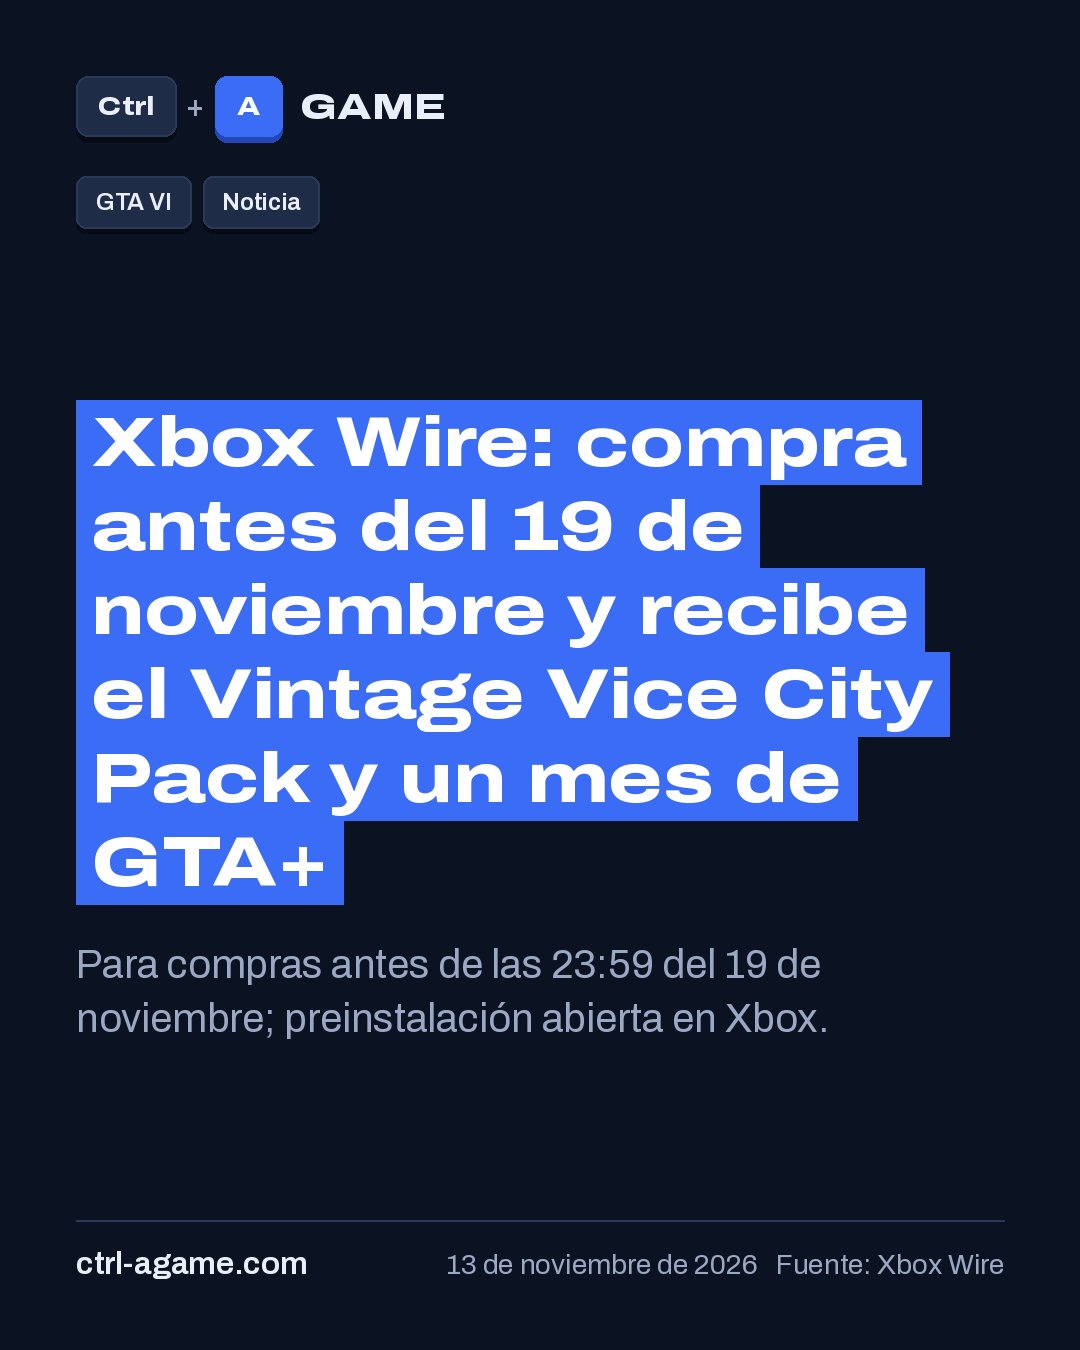 Ctrl + A GAME
GTA VI Noticia
Xbox Wire: compra
antes del 19 de
noviembre y recibe
el Vintage Vice City
Pack y un mes de
GTA+
Para compras antes de las 23:59 del 19 de
noviembre; preinstalación abierta en Xbox.
ctrl-agame.com 13 de noviembre de 2026 Fuente: Xbox Wire